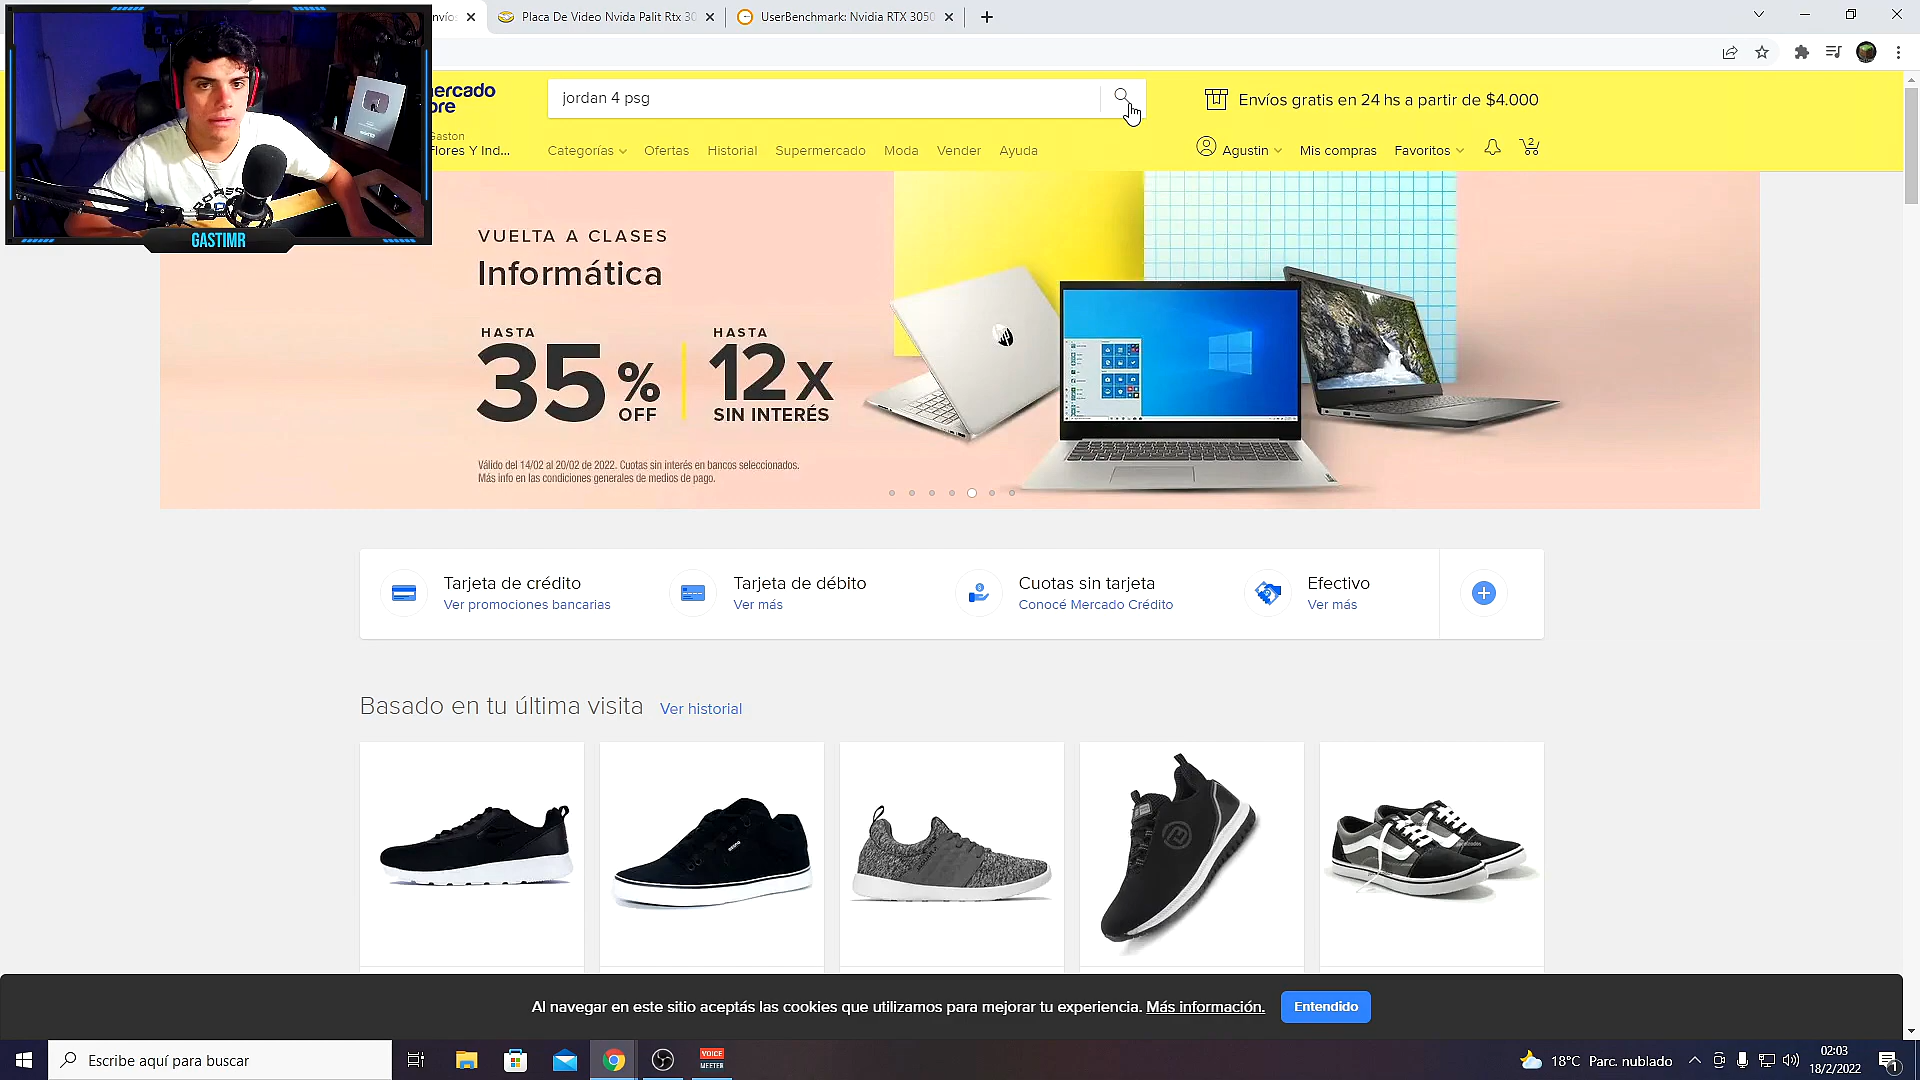 nvíos
Placa De Video Nvida Palit Rtx 30
UserBenchmark: Nvidia RTX 3050
ercado
bre
jordan 4 psg
Envíos gratis en 24 hs a partir de $4.000
Gaston
Flores Y Ind...
Categorías
Ofertas
Historial
Supermercado
Moda
Vender
Ayuda
Agustin
Mis compras
Favoritos
2
GASTIMR
VUELTA A CLASES
Informática
HASTA
35% OFF
HASTA
12x
SIN INTERÉS
Válido del 14/02 al 20/02 de 2022. Cuotas sin interés en bancos seleccionados.
Más info en las condiciones generales de medios de pago.
Tarjeta de crédito
Ver promociones bancarias
Tarjeta de débito
Ver más
Cuotas sin tarjeta
Conocé Mercado Crédito
Efectivo
Ver más
Basado en tu última visita
Ver historial
Al navegar en este sitio aceptás las cookies que utilizamos para mejorar tu experiencia. Más información.
Entendido
Escribe aquí para buscar
VOICE
MEETER
18°C Parc. nublado
02:03
18/2/2022
1